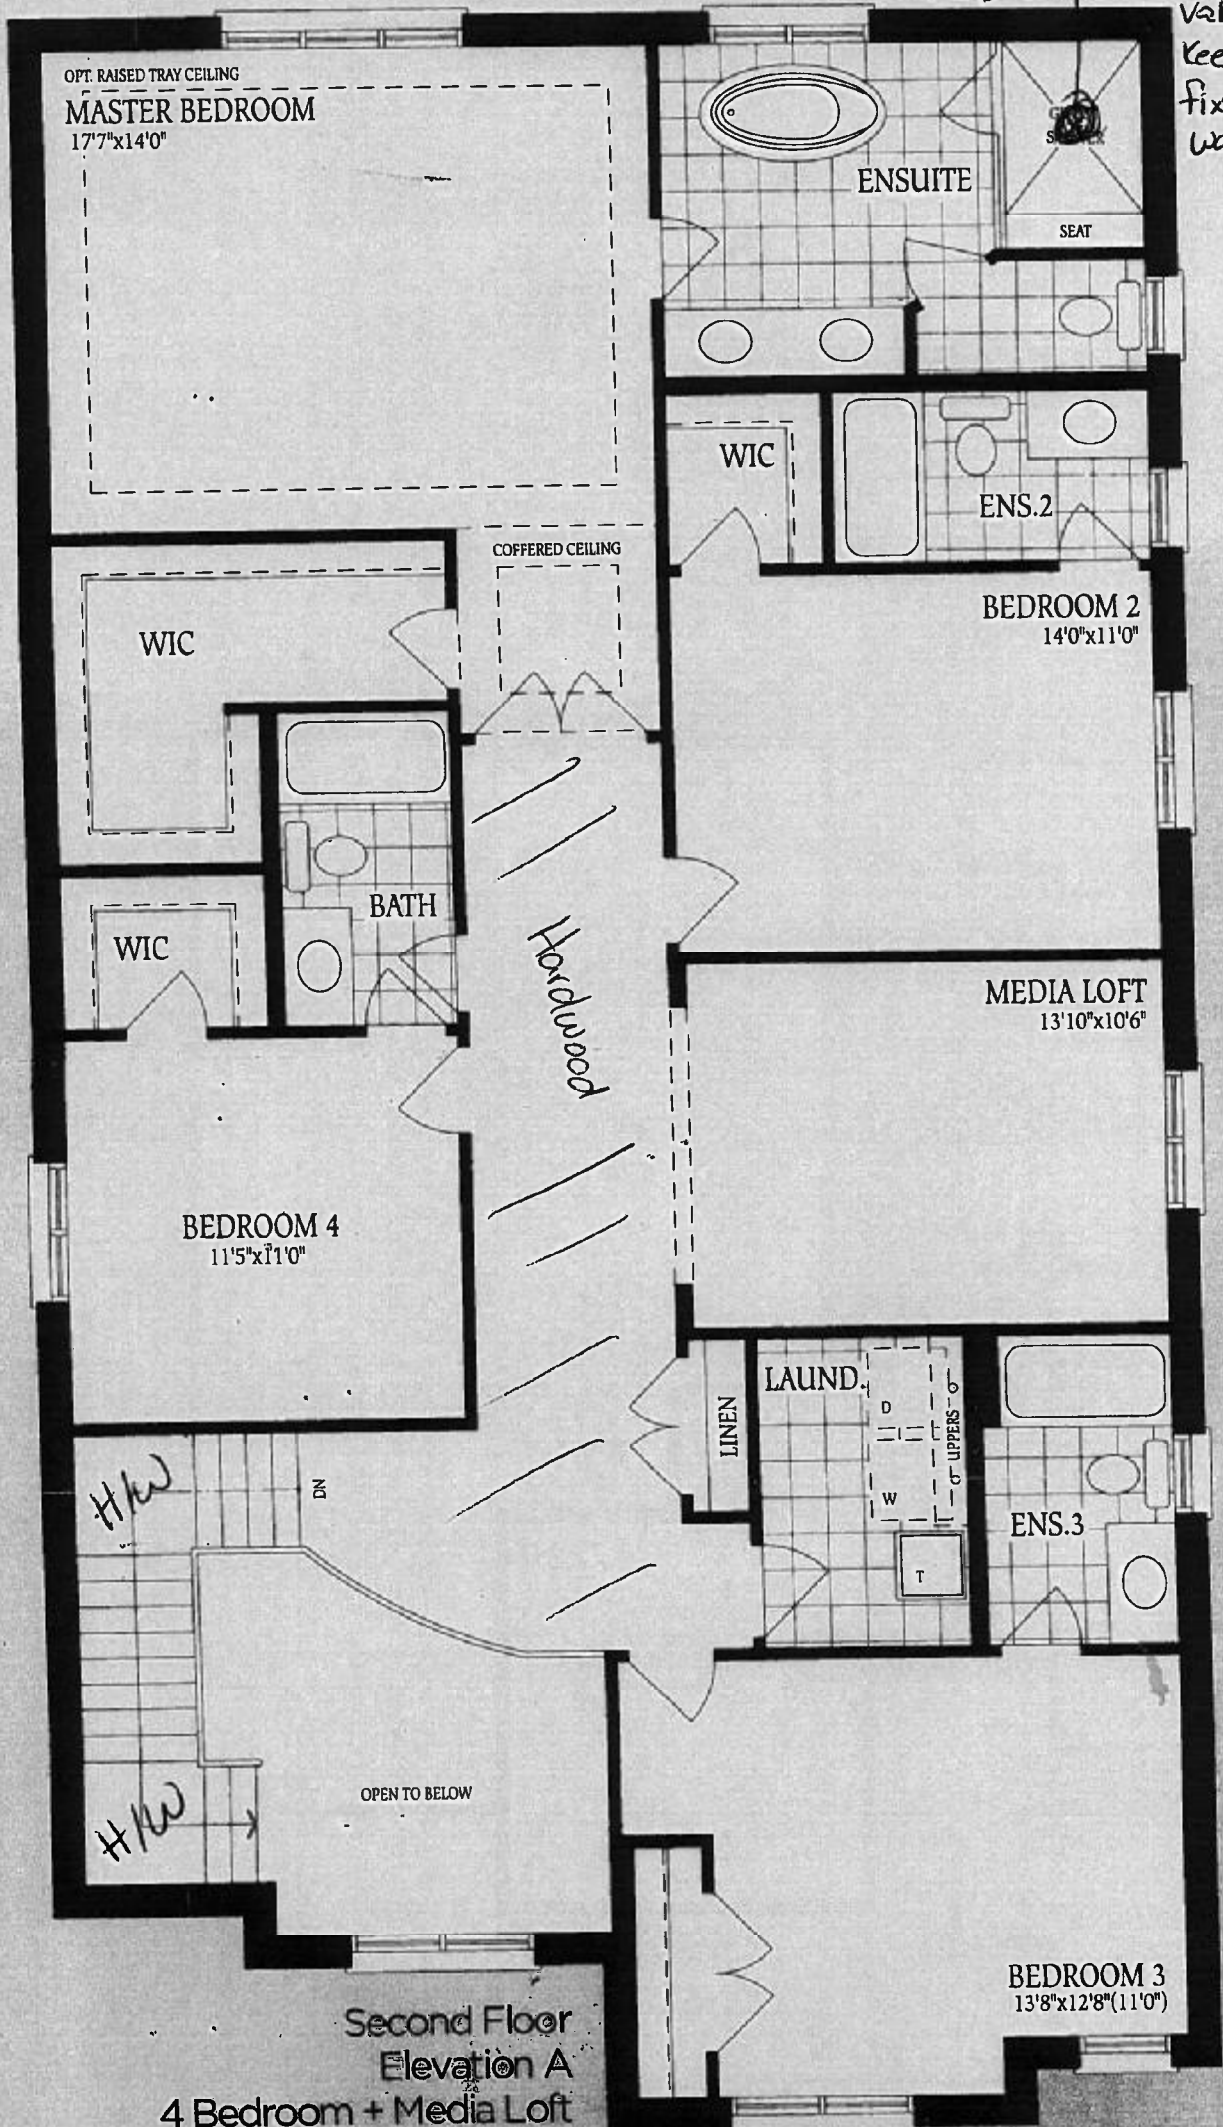 OPT. RAISED TRAY CEILING
MASTER BEDROOM
17'7"x14'0"
ENSUITE
SEAT
WIC
ENS.2
COFFERED CEILING
BEDROOM 2
14'0"x11'0"
WIC
BATH
WIC
Hardwood
MEDIA LOFT
13'10"x10'6"
BEDROOM 4
11'5"x11'0"
LAUND.
D
UPPERS
LINEN
W
DN
H/W
ENS.3
T
H/W
OPEN TO BELOW
BEDROOM 3
13'8"x12'8"(11'0")
Second Floor
Elevation A
4 Bedroom + Media Loft